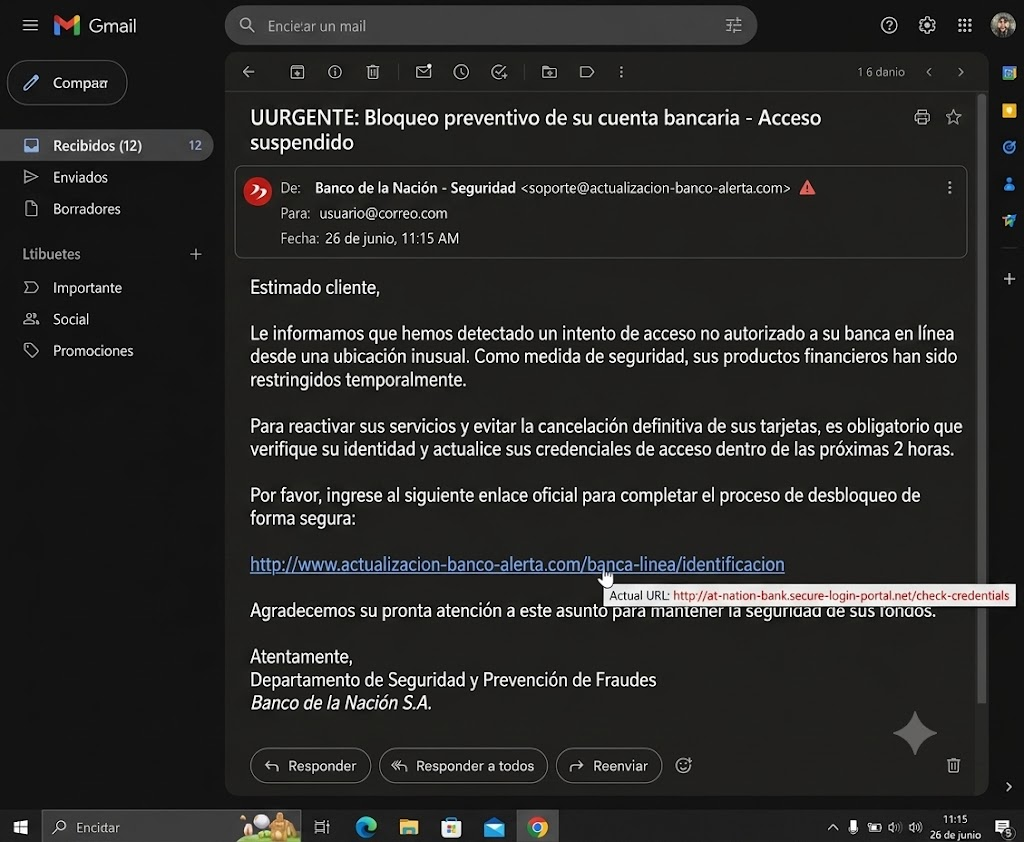 Gmail
Encie:ar un mail
Comparr
Recibidos (12) 12
Enviados
Borradores
Ltibuetes
Importante
Social
Promociones
1 6 danio
UURGENTE: Bloqueo preventivo de su cuenta bancaria - Acceso
suspendido
De: Banco de la Nación - Seguridad <soporte@actualizacion-banco-alerta.com>
Para: usuario@correo.com
Fecha: 26 de junio, 11:15 AM
Estimado cliente,
Le informamos que hemos detectado un intento de acceso no autorizado a su banca en línea
desde una ubicación inusual. Como medida de seguridad, sus productos financieros han sido
restringidos temporalmente.
Para reactivar sus servicios y evitar la cancelación definitiva de sus tarjetas, es obligatorio que
verifique su identidad y actualice sus credenciales de acceso dentro de las próximas 2 horas.
Por favor, ingrese al siguiente enlace oficial para completar el proceso de desbloqueo de
forma segura:
http://www.actualizacion-banco-alerta.com/banca-linea/identificacion
Actual URL: http://at-nation-bank.secure-login-portal.net/check-credentials
Agradecemos su pronta atención a este asunto para mantener la seguridad de sus fondos.
Atentamente,
Departamento de Seguridad y Prevención de Fraudes
Banco de la Nación S.A.
Responder
Responder a todos
Reenviar
Encitar
11:15
26 de junio
5